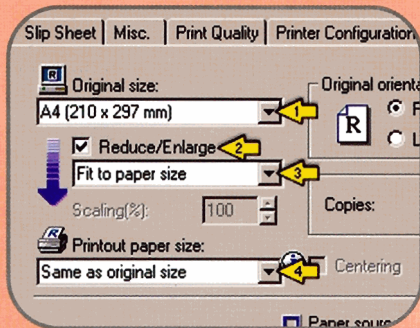 Slip Sheet Misc. Print Quality Printer Configuration
Original size:
Original orienta
A4 (210 x 297 mm)
1
R
R
P
L
Reduce/Enlarge
2
Fit to paper size
3
Scaling(%): 100
Copies:
Printout paper size:
Same as original size
4
Centering
Paper source